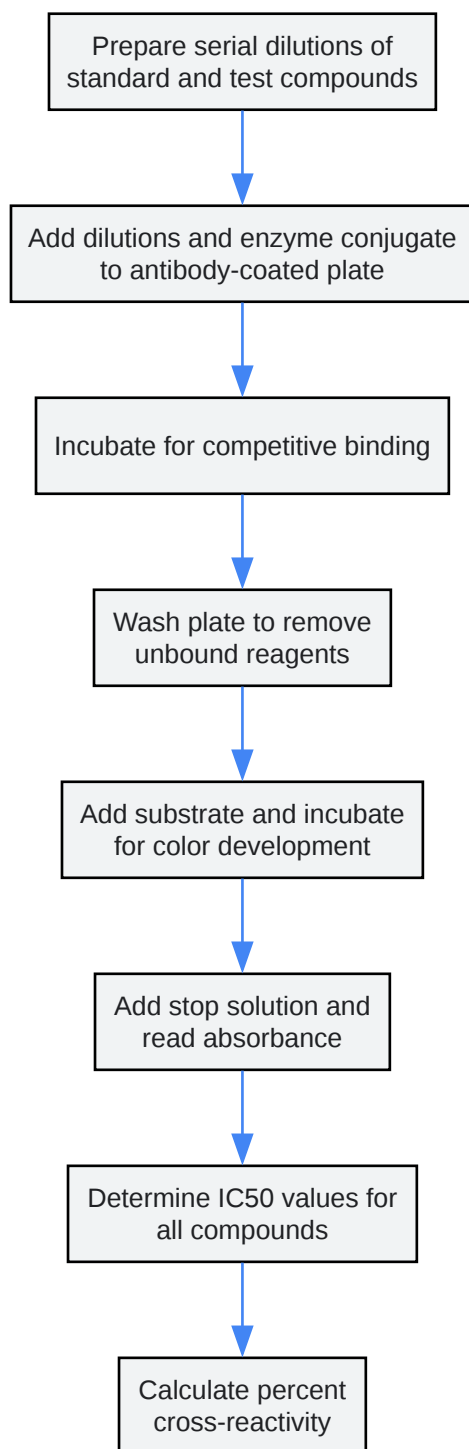 Prepare serial dilutions of
standard and test compounds
Add dilutions and enzyme conjugate
to antibody-coated plate
Incubate for competitive binding
Wash plate to remove
unbound reagents
Add substrate and incubate
for color development
Add stop solution and
read absorbance
Determine IC50 values for
all compounds
Calculate percent
cross-reactivity